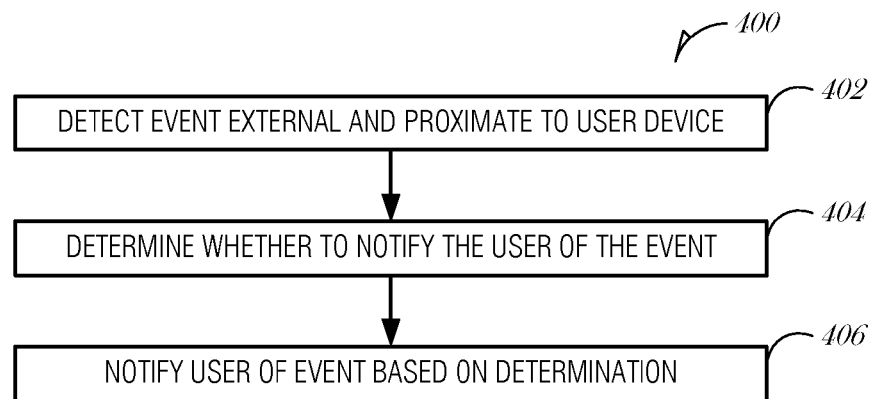 400
402
DETECT EVENT EXTERNAL AND PROXIMATE TO USER DEVICE
404
DETERMINE WHETHER TO NOTIFY THE USER OF THE EVENT
406
NOTIFY USER OF EVENT BASED ON DETERMINATION